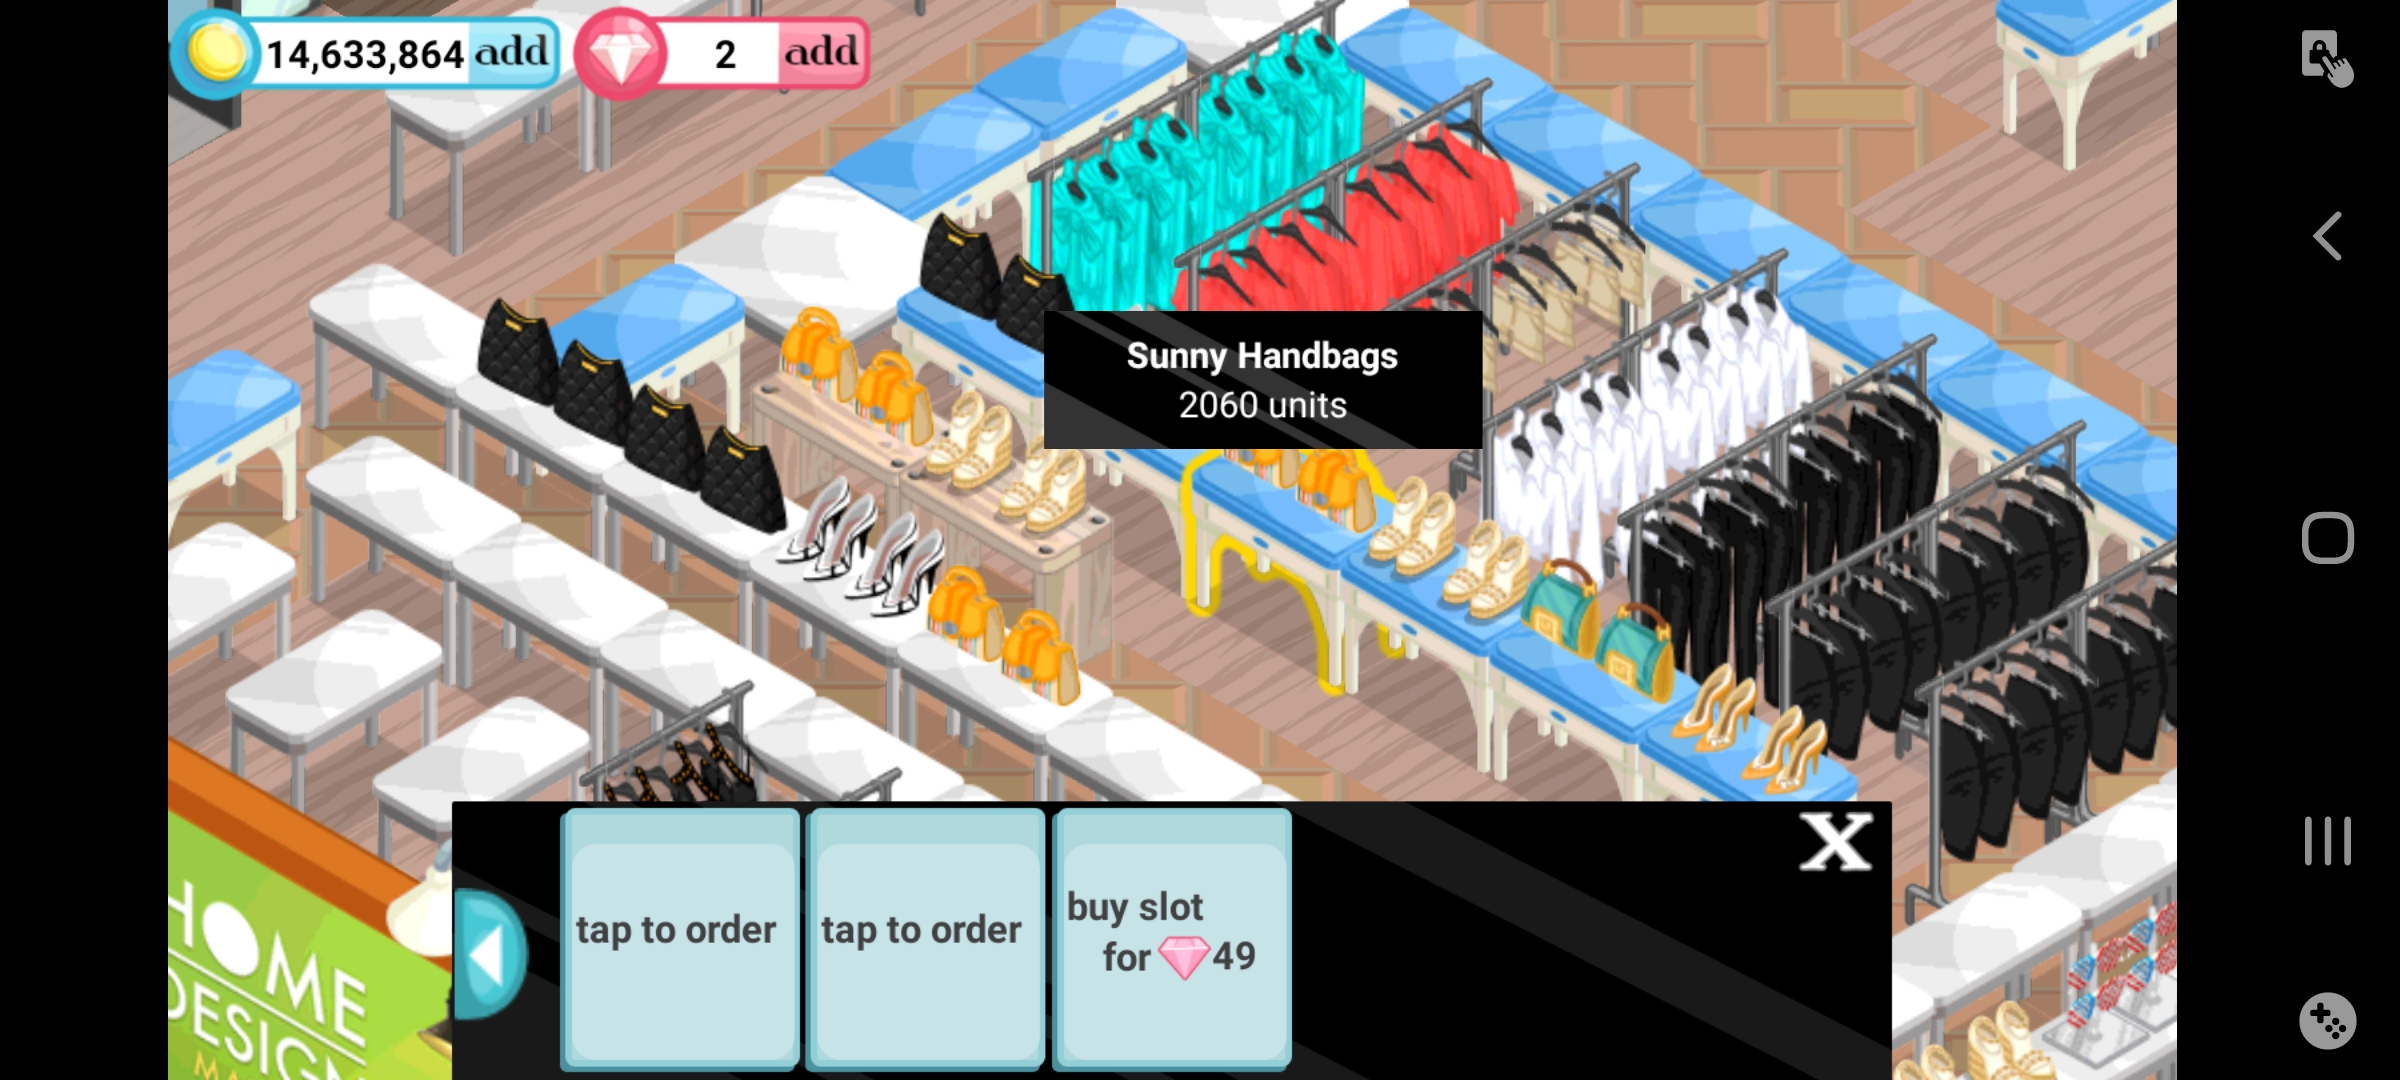 14,633,864 add
2 add
Sunny Handbags
2060 units
tap to order
tap to order
buy slot
for 49
X
HOME
DESIGN